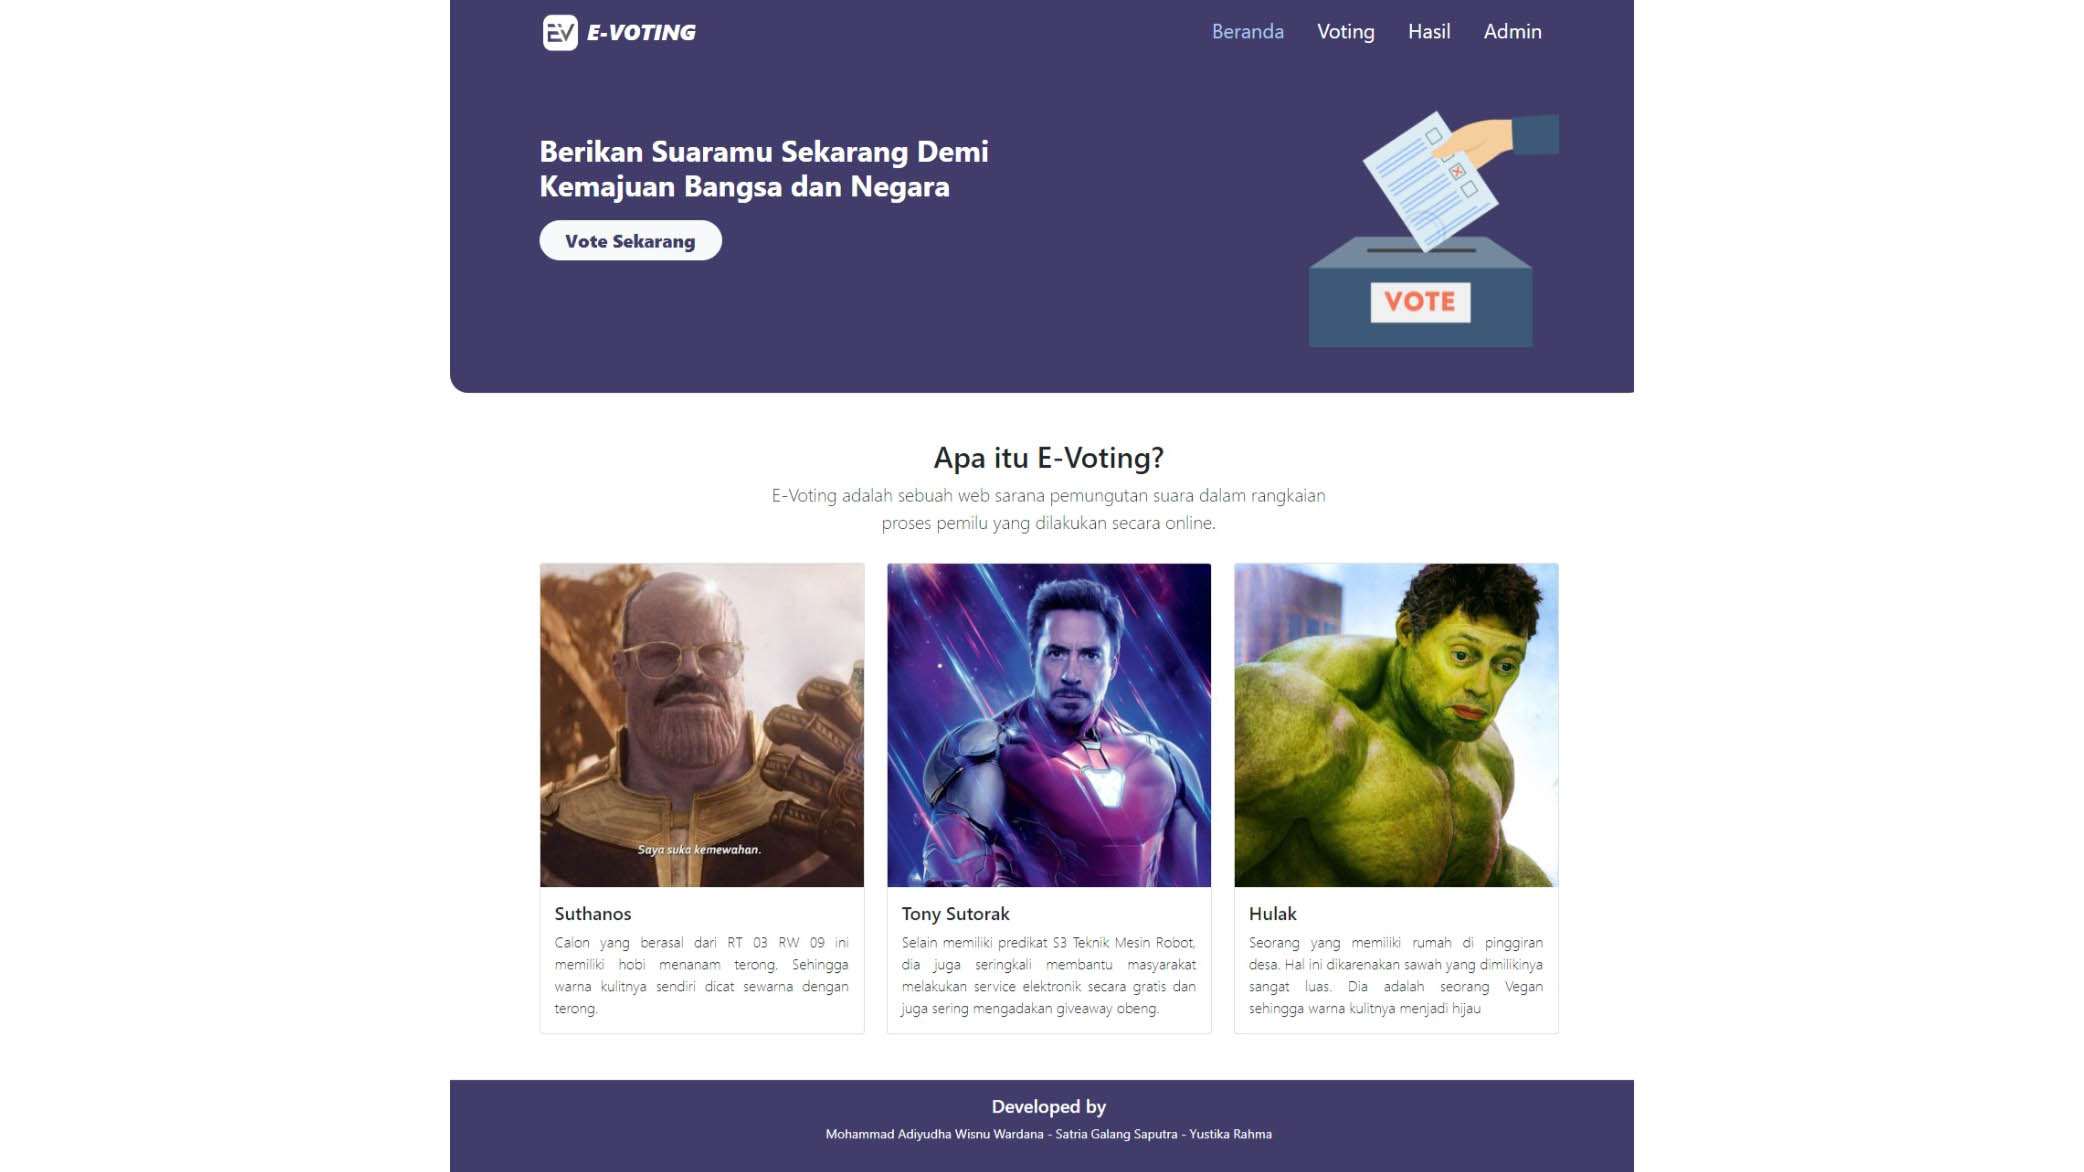 EV E-VOTING
Beranda Voting Hasil Admin
Berikan Suaramu Sekarang Demi
Kemajuan Bangsa dan Negara
Vote Sekarang
VOTE
Apa itu E-Voting?
E-Voting adalah sebuah web sarana pemungutan suara dalam rangkaian
proses pemilu yang dilakukan secara online.
Saya suka kemewahan.
Suthanos
Calon yang berasal dari RT 03 RW 09 ini
memiliki hobi menanam terong. Sehingga
warna kulitnya sendiri dicat sewarna dengan
terong.
Tony Sutorak
Selain memiliki predikat S3 Teknik Mesin Robot,
dia juga seringkali membantu masyarakat
melakukan service elektronik secara gratis dan
juga sering mengadakan giveaway obeng.
Hulak
Seorang yang memiliki rumah di pinggiran
desa. Hal ini dikarenakan sawah yang dimilikinya
sangat luas. Dia adalah seorang Vegan
sehingga warna kulitnya menjadi hijau
Developed by
Mohammad Adiyudha Wisnu Wardana - Satria Galang Saputra - Yustika Rahma